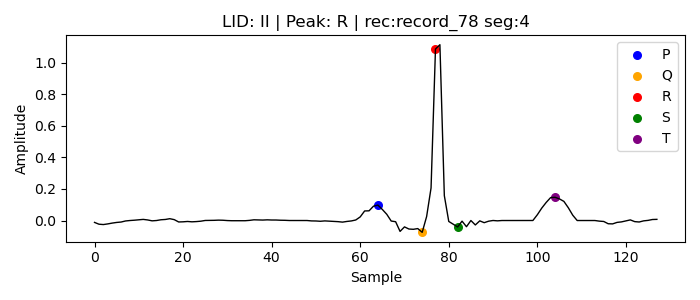 LID: II | Peak: R | rec:record_78 seg:4
Amplitude
1.0
0.8
0.6
0.4
0.2
0.0
P
Q
R
S
T
0 20 40 60 80 100 120
Sample